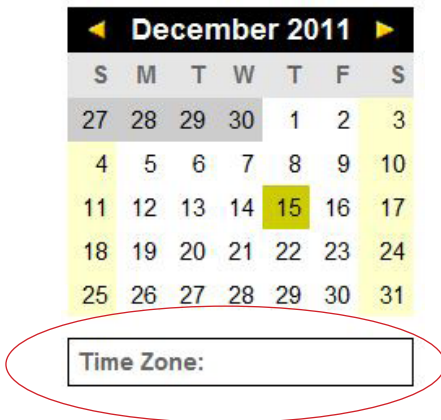 December 2011
S M T W T F S
27 28 29 30 1 2 3
4 5 6 7 8 9 10
11 12 13 14 15 16 17
18 19 20 21 22 23 24
25 26 27 28 29 30 31
Time Zone: